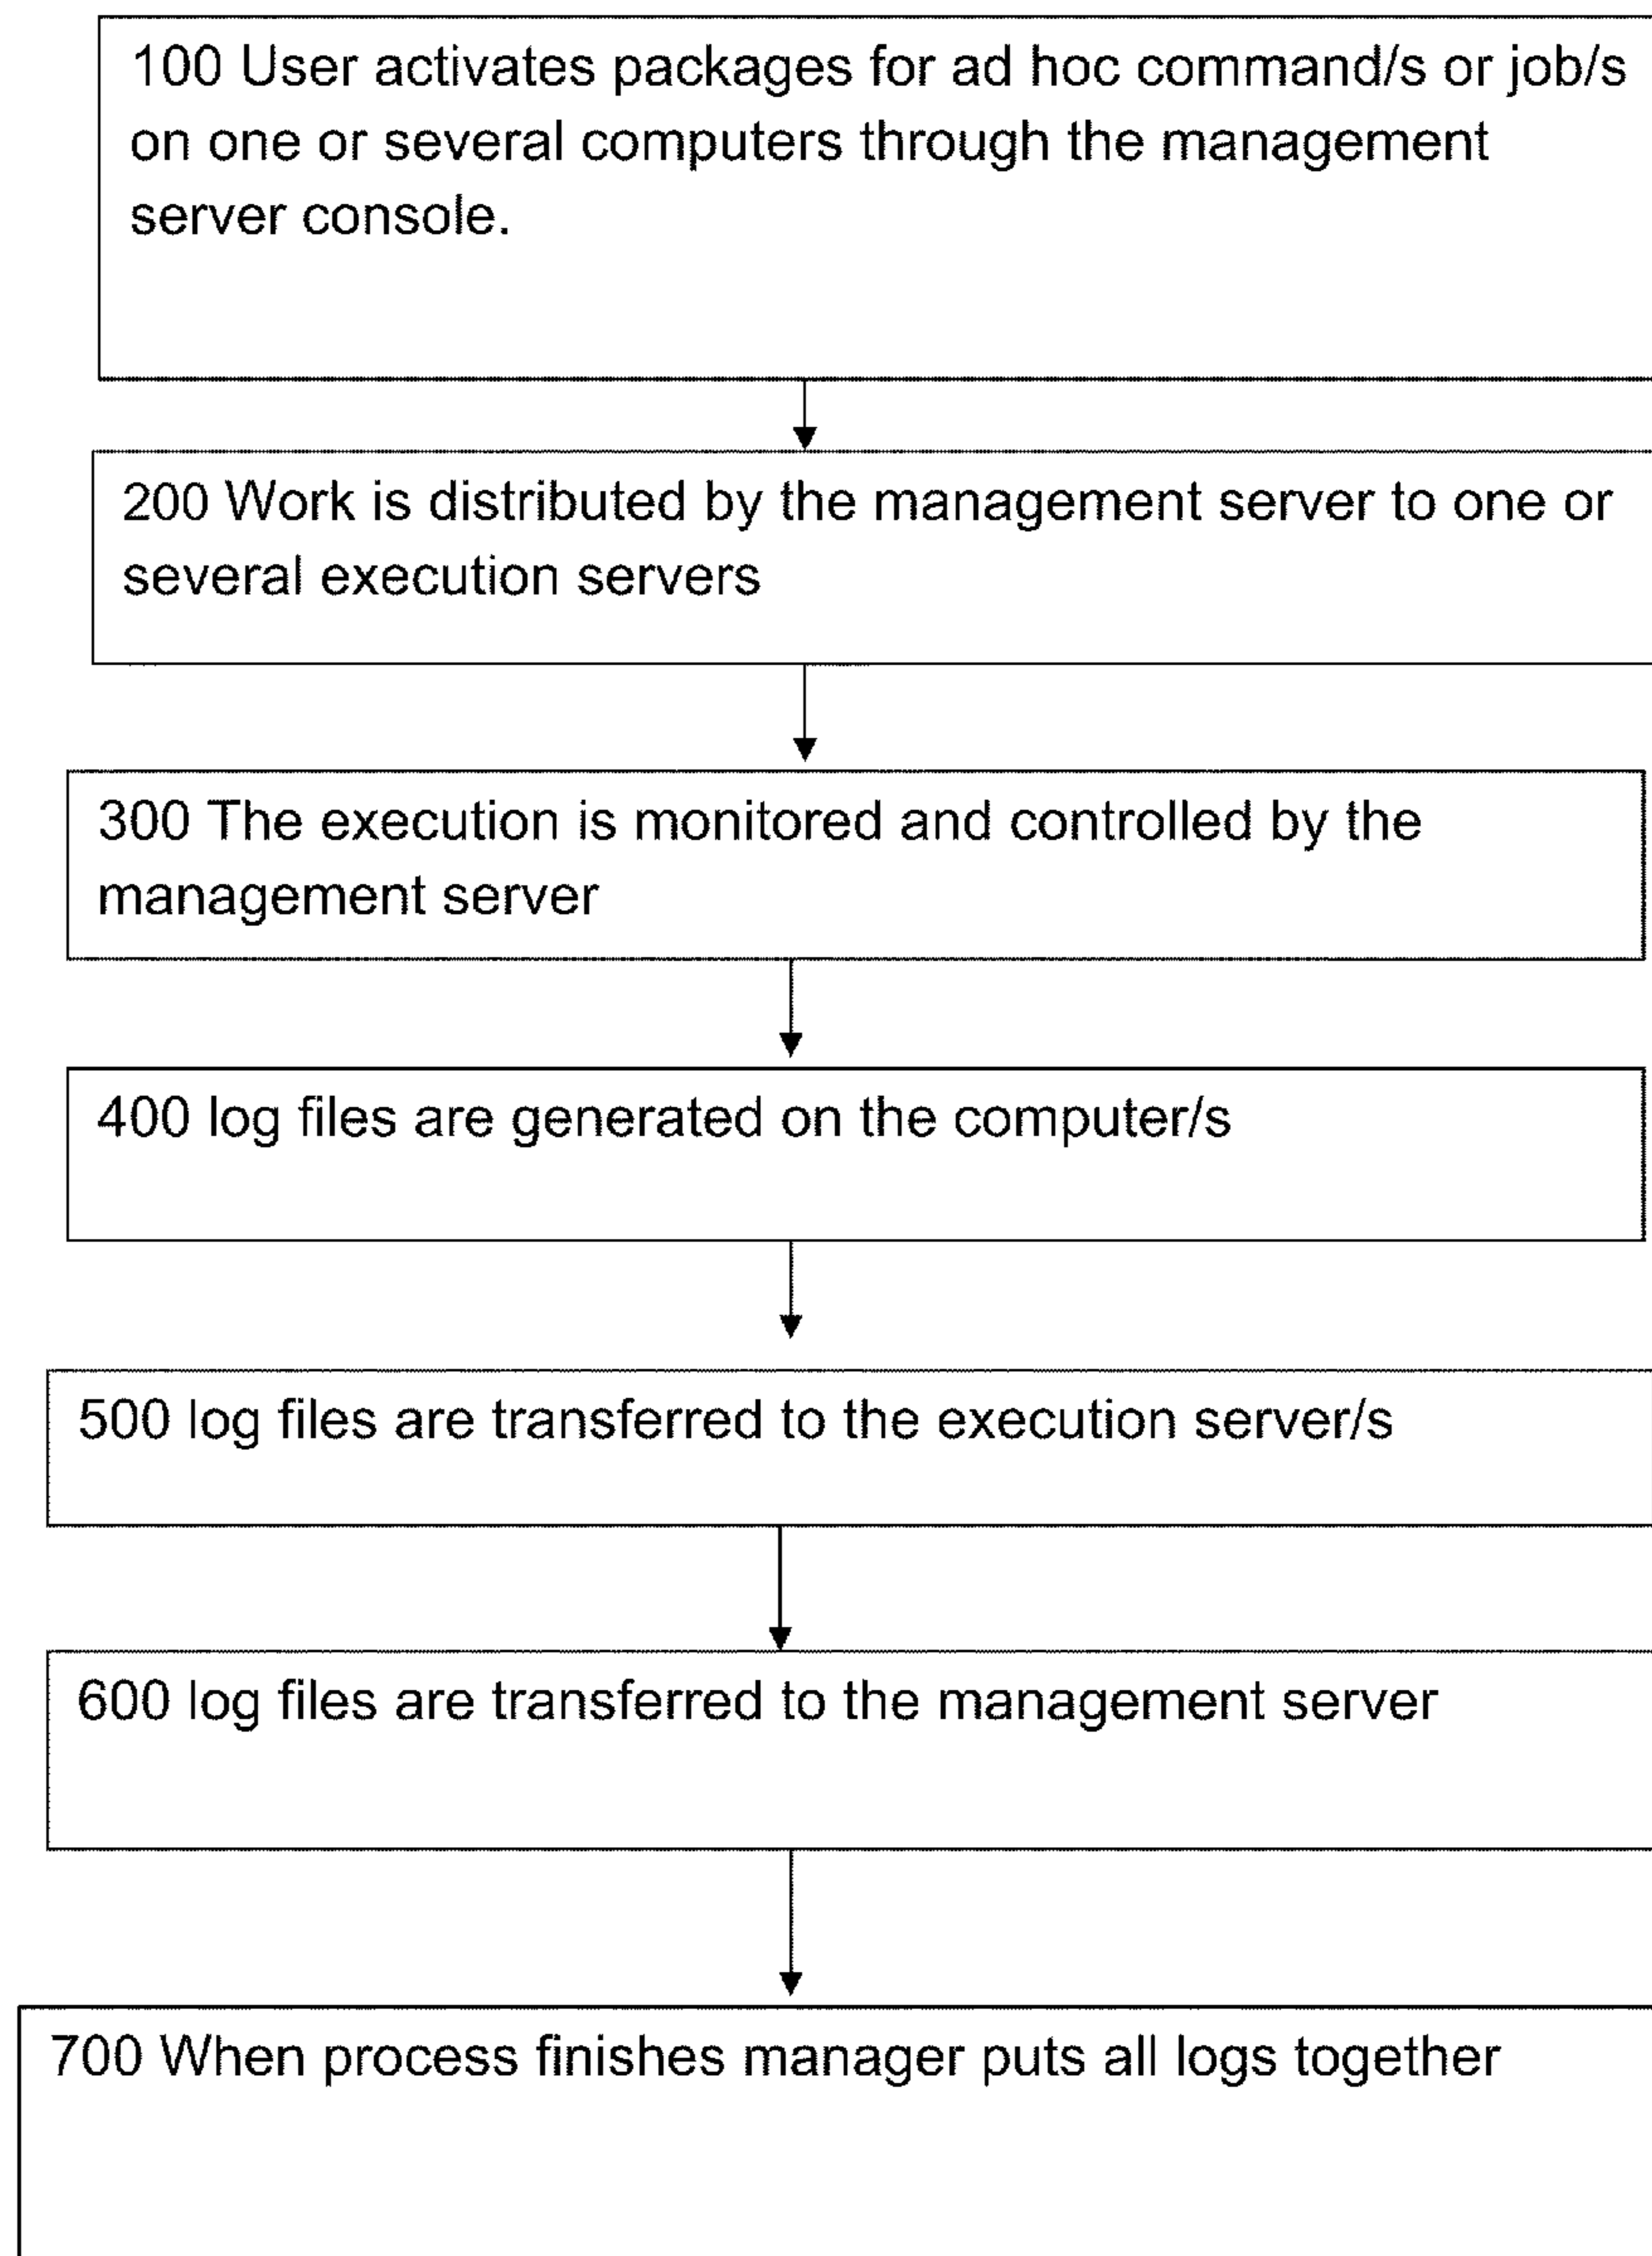 100 User activates packages for ad hoc command/s or job/s
on one or several computers through the management
server console.
200 Work is distributed by the management server to one or
several execution servers
300 The execution is monitored and controlled by the
management server
400 log files are generated on the computer/s
500 log files are transferred to the execution server/s
600 log files are transferred to the management server
700 When process finishes manager puts all logs together